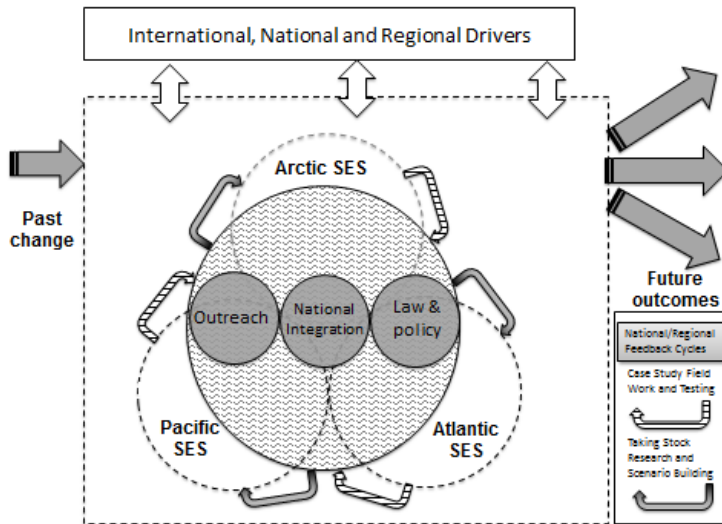 International, National and Regional Drivers
Arctic SES
Past
change
Outreach
National
Integration
Law &
policy
Future
outcomes
Pacific
SES
Atlantic
SES
National/Regional
Feedback Cycles
Case Study Field
Work and Testing
Taking Stock
Research and
Scenario Building